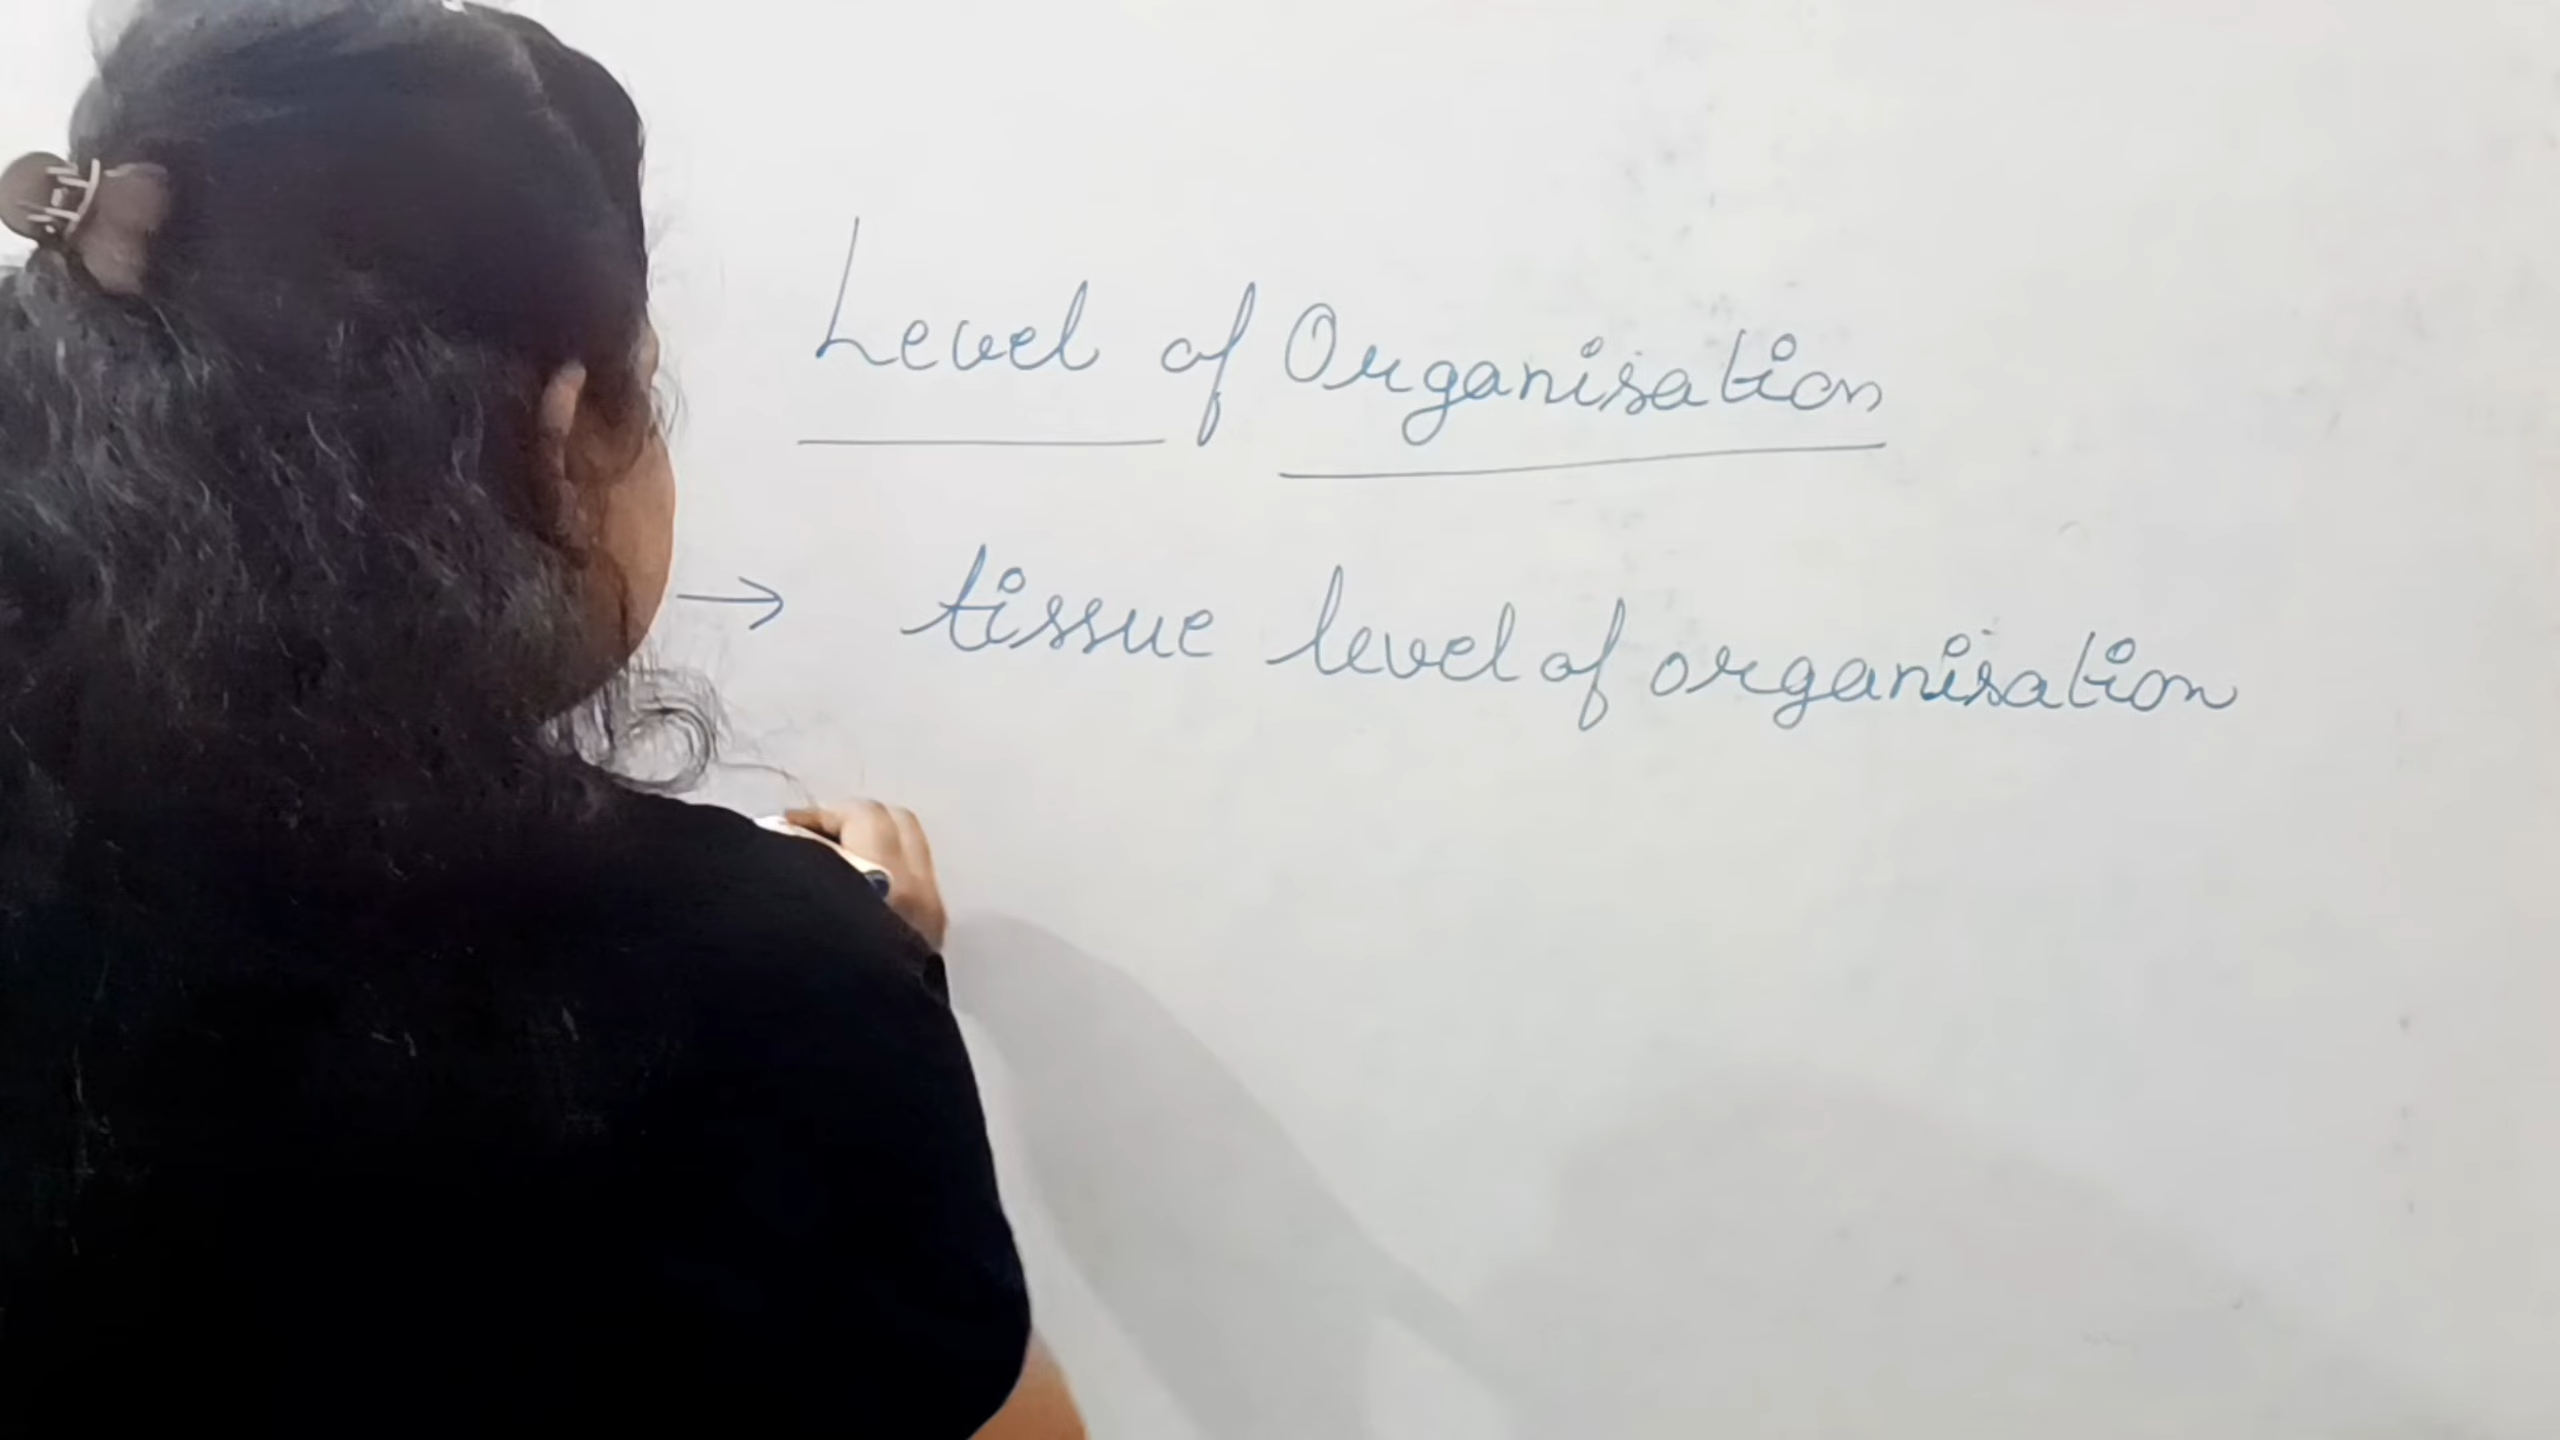 Level of Organisation
→ tissue level of organisation